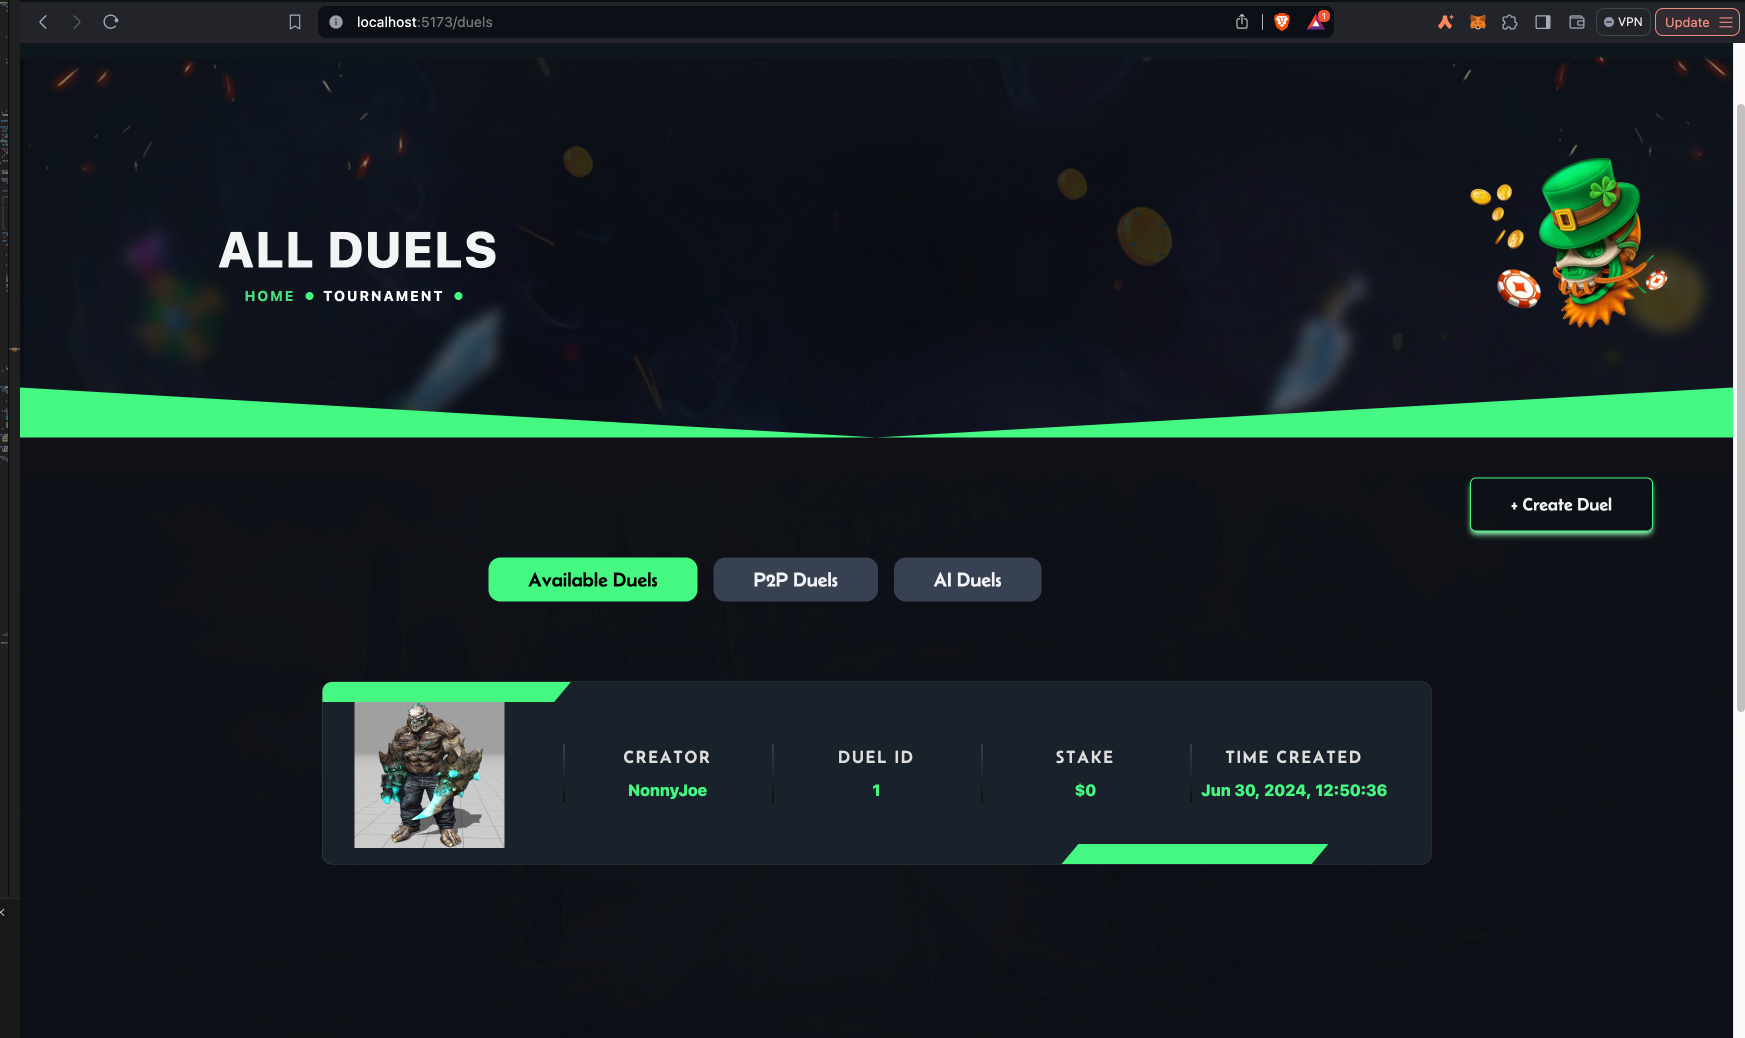 localhost:5173/duels
1
VPN
Update
ALL DUELS
HOME ● TOURNAMENT ●
+ Create Duel
Available Duels
P2P Duels
AI Duels
CREATOR
NonnyJoe
DUEL ID
1
STAKE
$0
TIME CREATED
Jun 30, 2024, 12:50:36